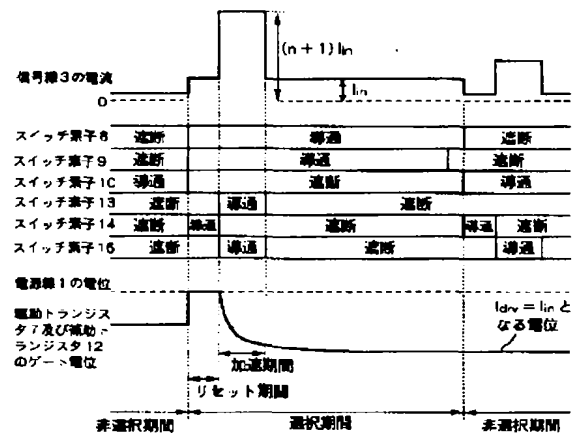 (n+1) Iin
信号線3の電流
Iin
0
スイッチ素子8 遮断 導通 遮断
スイッチ素子9 遮断 導通 遮断
スイッチ素子10 導通 遮断 導通
スイッチ素子13 遮断 導通 遮断
スイッチ素子14 遮断 導通 遮断 導通 遮断
スイッチ素子15 遮断 導通 遮断 導通
電源線1の電位
駆動トランジス
タ7及び補助ト
ランジスタ12
のゲート電位
Idrv = Iin と
なる電位
加速期間
リセット期間
非選択期間 選択期間 非選択期間